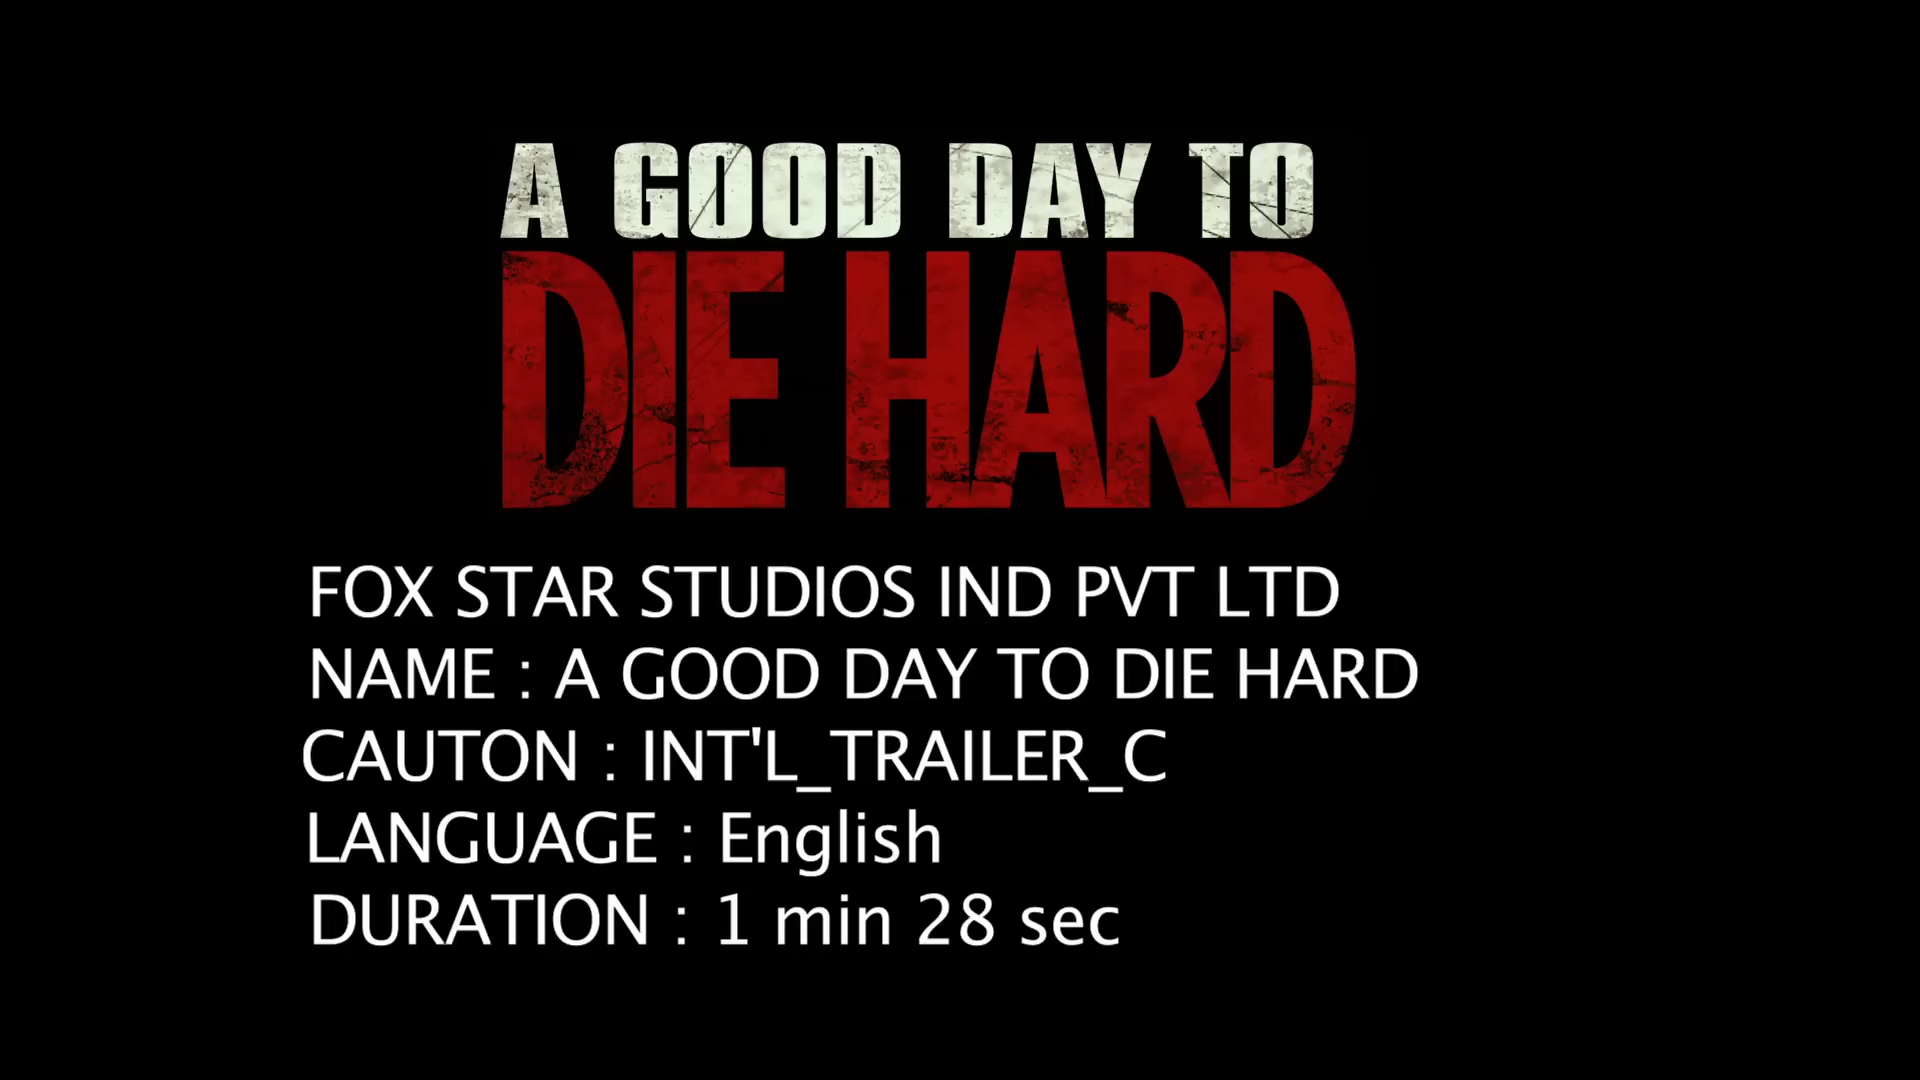 A GOOD DAY TO
DIE HARD
FOX STAR STUDIOS IND PVT LTD
NAME : A GOOD DAY TO DIE HARD
CAUTON : INT'L_TRAILER_C
LANGUAGE : English
DURATION : 1 min 28 sec